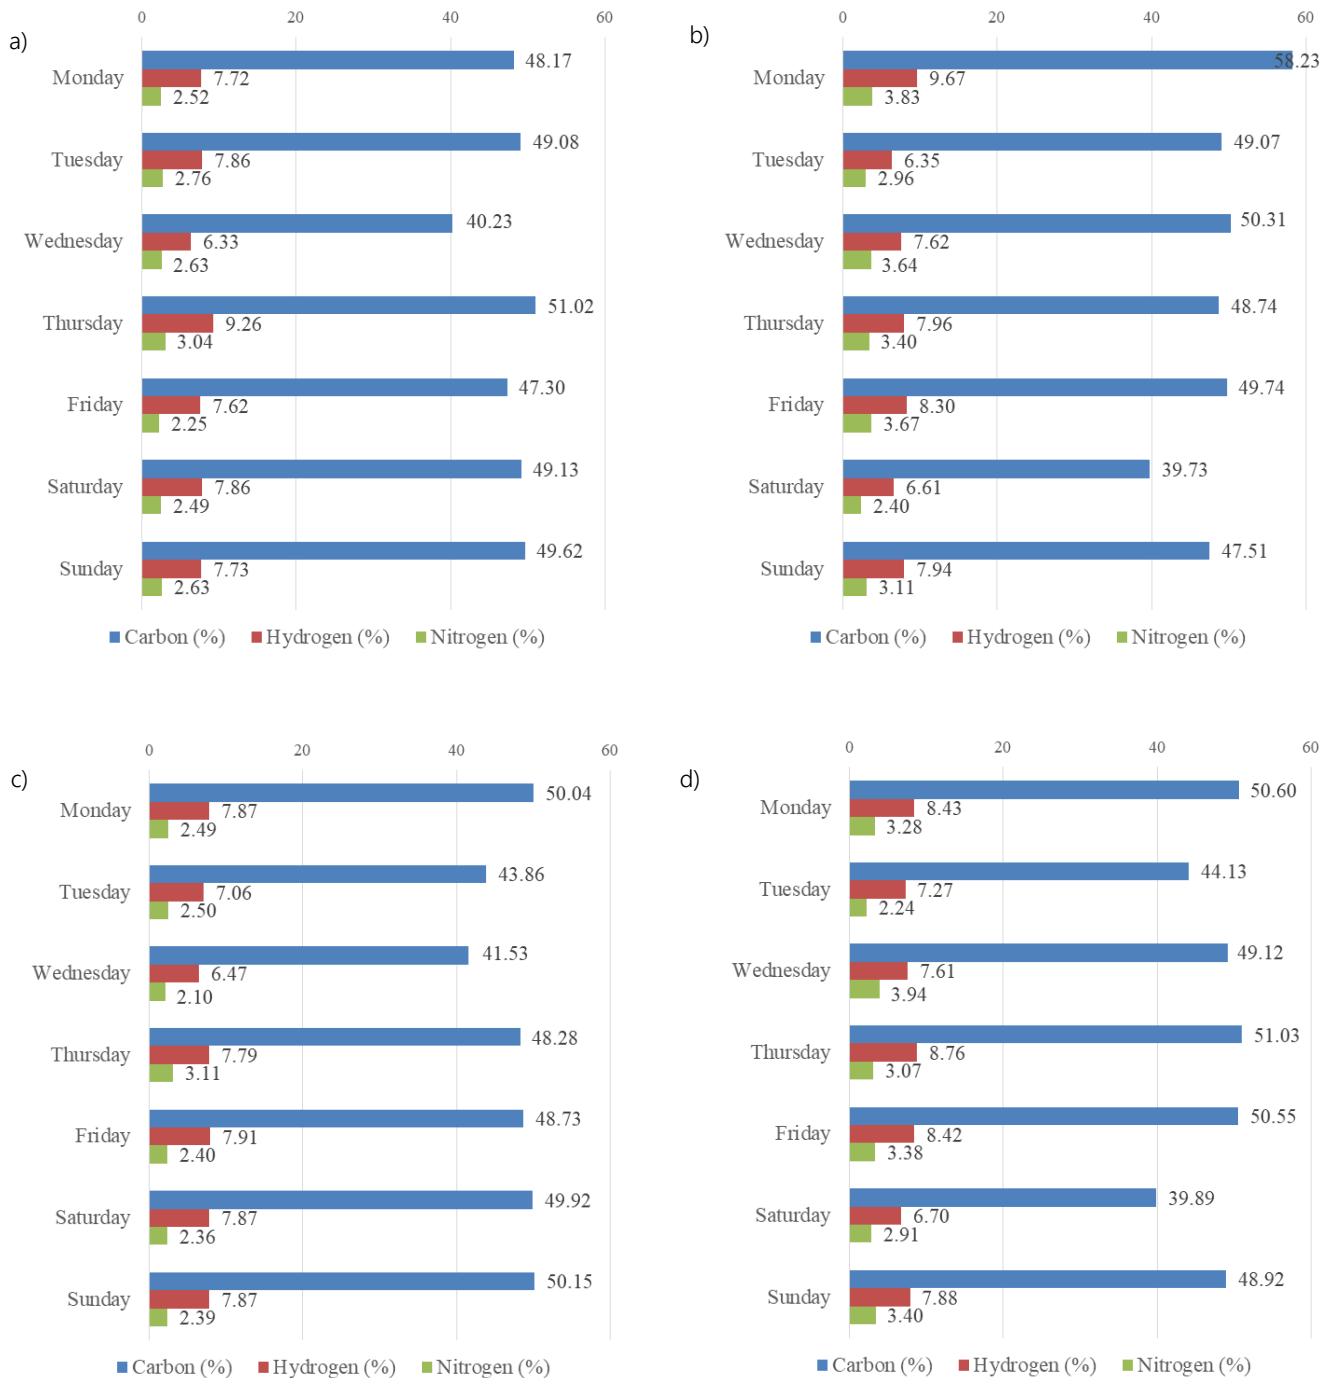 a)
0 20 40 60
Monday 48.17
7.72
2.52
Tuesday 49.08
7.86
2.76
Wednesday 40.23
6.33
2.63
Thursday 51.02
9.26
3.04
Friday 47.30
7.62
2.25
Saturday 49.13
7.86
2.49
Sunday 49.62
7.73
2.63
Carbon (%) Hydrogen (%) Nitrogen (%)
b)
0 20 40 60
Monday 58.23
9.67
3.83
Tuesday 49.07
6.35
2.96
Wednesday 50.31
7.62
3.64
Thursday 48.74
7.96
3.40
Friday 49.74
8.30
3.67
Saturday 39.73
6.61
2.40
Sunday 47.51
7.94
3.11
Carbon (%) Hydrogen (%) Nitrogen (%)
c)
0 20 40 60
Monday 50.04
7.87
2.49
Tuesday 43.86
7.06
2.50
Wednesday 41.53
6.47
2.10
Thursday 48.28
7.79
3.11
Friday 48.73
7.91
2.40
Saturday 49.92
7.87
2.36
Sunday 50.15
7.87
2.39
Carbon (%) Hydrogen (%) Nitrogen (%)
d)
0 20 40 60
Monday 50.60
8.43
3.28
Tuesday 44.13
7.27
2.24
Wednesday 49.12
7.61
3.94
Thursday 51.03
8.76
3.07
Friday 50.55
8.42
3.38
Saturday 39.89
6.70
2.91
Sunday 48.92
7.88
3.40
Carbon (%) Hydrogen (%) Nitrogen (%)